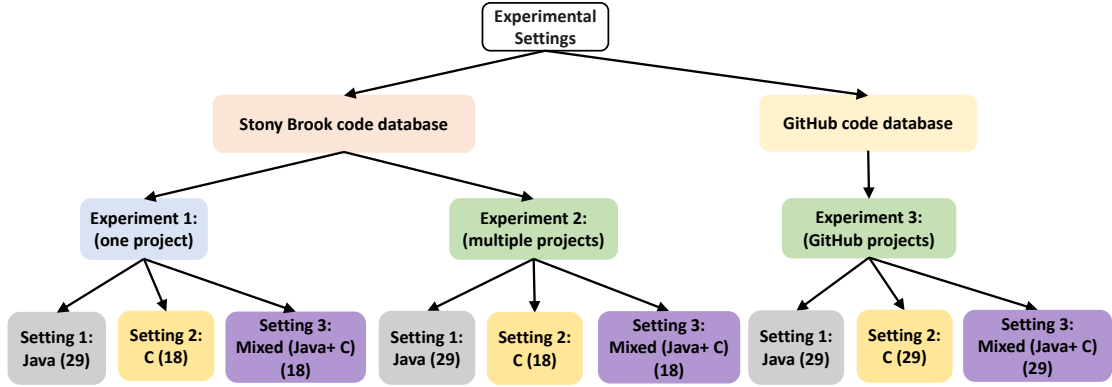 Experimental
Settings
Stony Brook code database
GitHub code database
Experiment 1:
(one project)
Experiment 2:
(multiple projects)
Experiment 3:
(GitHub projects)
Setting 1:
Java (29)
Setting 2:
C (18)
Setting 3:
Mixed (Java+ C)
(18)
Setting 1:
Java (29)
Setting 2:
C (18)
Setting 3:
Mixed (Java+ C)
(18)
Setting 1:
Java (29)
Setting 2:
C (29)
Setting 3:
Mixed (Java+ C)
(29)